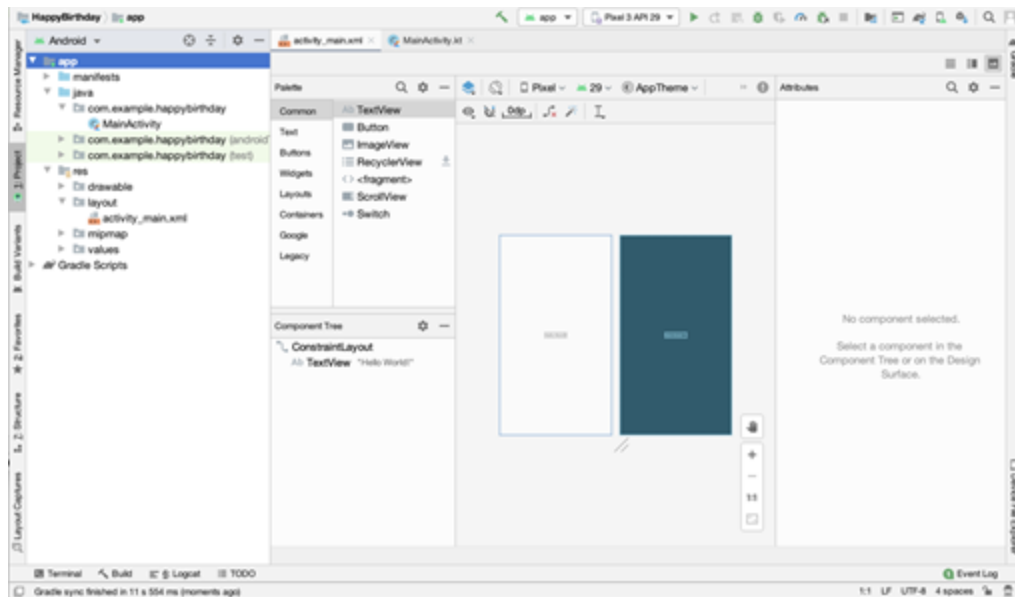 HappyBirthday app
app
Pixel 3 API 29
Android
activity_main.xml
MainActivity.kt
Resource Manager
1: Project
Build Variants
2: Favorites
Z: Structure
Layout Captures
app
manifests
java
com.example.happybirthday
MainActivity
com.example.happybirthday (android
com.example.happybirthday (test)
res
drawable
layout
activity_main.xml
mipmap
values
Gradle Scripts
Palette
Common
Text
Buttons
Widgets
Layouts
Containers
Google
Legacy
Ab TextView
Button
ImageView
RecyclerView
<fragment>
ScrollView
Switch
Component Tree
ConstraintLayout
Ab TextView "Hello World!"
Pixel 29 AppTheme
0dp
1:1
Attributes
No component selected.
Select a component in the
Component Tree or on the Design
Surface.
Terminal Build 6: Logcat TODO
Event Log
Gradle sync finished in 11 s 554 ms (moments ago)
1:1 LF UTF-8 4 spaces